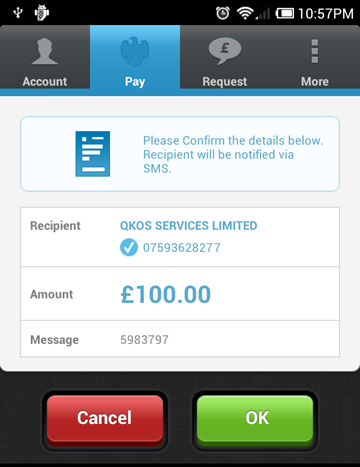 10:57PM
£
Account
Pay
Request
More
Please Confirm the details below.
Recipient will be notified via
SMS.
Recipient
QKOS SERVICES LIMITED
07593628277
Amount
£100.00
Message
5983797
Cancel
OK